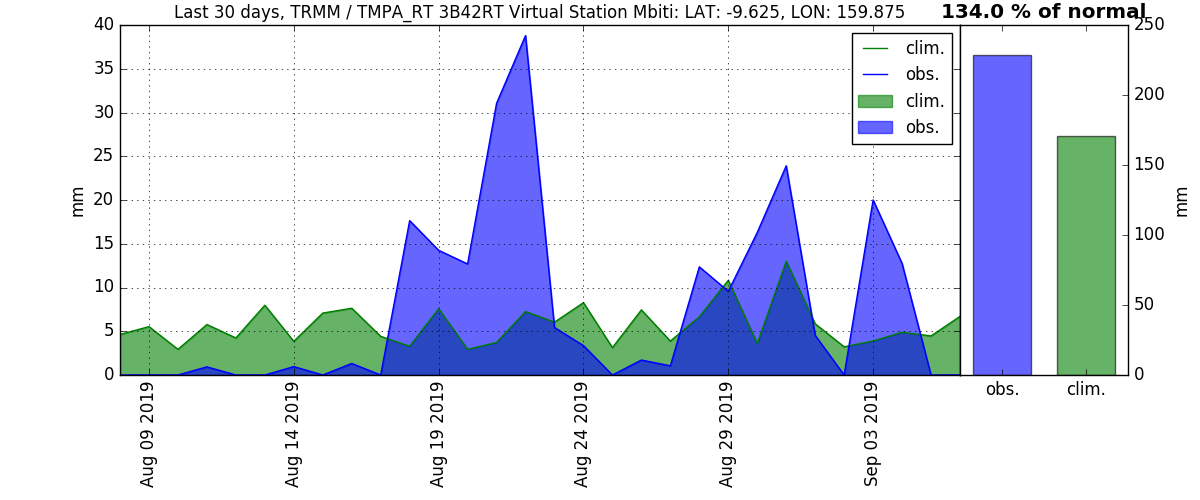 Last 30 days, TRMM / TMPA_RT 3B42RT Virtual Station Mbiti: LAT: -9.625, LON: 159.875
134.0 % of normal
40
35
30
25
20
15
10
5
0
mm
clim.
obs.
clim.
obs.
Aug 09 2019
Aug 14 2019
Aug 19 2019
Aug 24 2019
Aug 29 2019
Sep 03 2019
250
200
150
100
50
0
mm
obs.
clim.